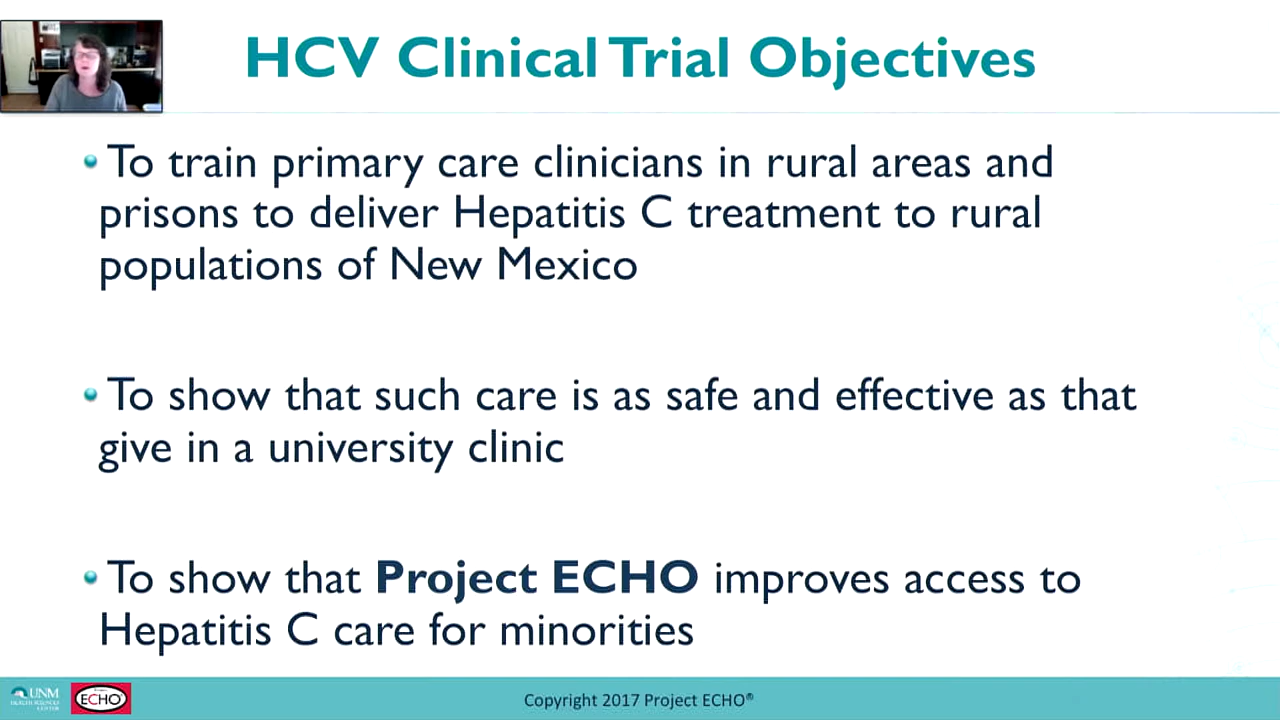 HCV Clinical Trial Objectives
• To train primary care clinicians in rural areas and
prisons to deliver Hepatitis C treatment to rural
populations of New Mexico
• To show that such care is as safe and effective as that
give in a university clinic
• To show that Project ECHO improves access to
Hepatitis C care for minorities
UNM
HEALTH SCIENCES
CENTER
ECHO
Copyright 2017 Project ECHO®